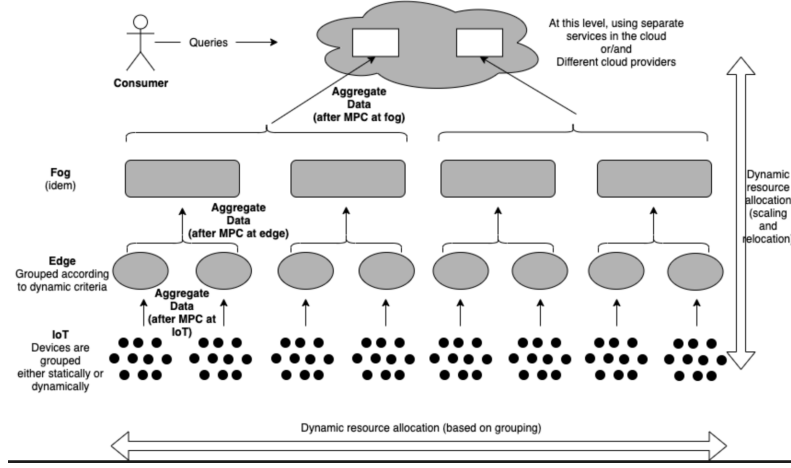 Queries
Consumer
At this level, using separate
services in the cloud
or/and
Different cloud providers
Aggregate
Data
(after MPC at fog)
Fog
(idem)
Aggregate
Data
(after MPC at edge)
Dynamic
resource
allocation
(scaling
and
relocation)
Edge
Grouped according
to dynamic criteria
Aggregate
Data
(after MPC at
IoT)
IoT
Devices are
grouped
either statically or
dynamically
Dynamic resource allocation (based on grouping)